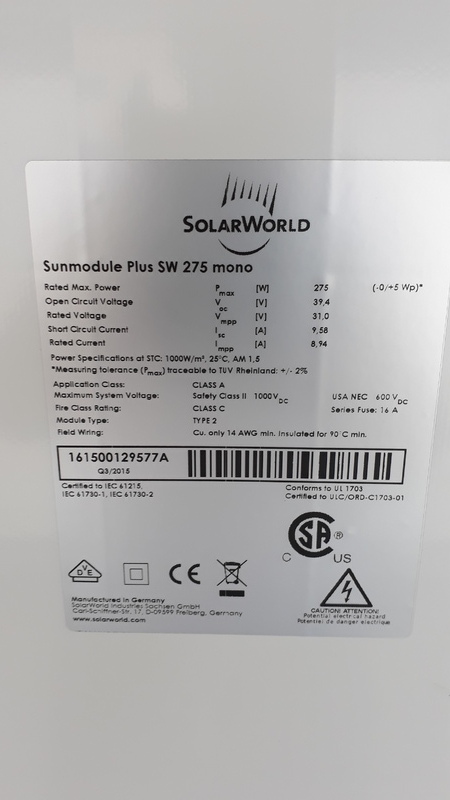 SOLARWORLD
Sunmodule Plus SW 275 mono
Rated Max. Power P max [W] 275 (-0/+5 Wp)*
Open Circuit Voltage V oc [V] 39,4
Rated Voltage V mpp [V] 31,0
Short Circuit Current I sc [A] 9,58
Rated Current I mpp [A] 8,94
Power Specifications at STC: 1000W/m², 25°C, AM 1,5
*Measuring tolerance (Pmax) traceable to TUV Rheinland: +/- 2%
Application Class: CLASS A
Maximum System Voltage: Safety Class II 1000VDC USA NEC 600VDC
Fire Class Rating: CLASS C Series Fuse: 16 A
Module Type: TYPE 2
Field Wiring: Cu. only 14 AWG min. insulated for 90°C min.
161500129577A
Q3/2015
Certified to IEC 61215, Conforms to UL 1703
IEC 61730-1, IEC 61730-2 Certified to ULC/ORD-C1703-01
SA ®
C US
DVE
CE
Manufactured in Germany
SolarWorld Industries Sachsen GmbH
Carl-Schiffner-Str. 17, D-09599 Freiberg, Germany
www.solarworld.com
CAUTION! ATTENTION!
Potential electrical hazard
Potentiel de danger électrique